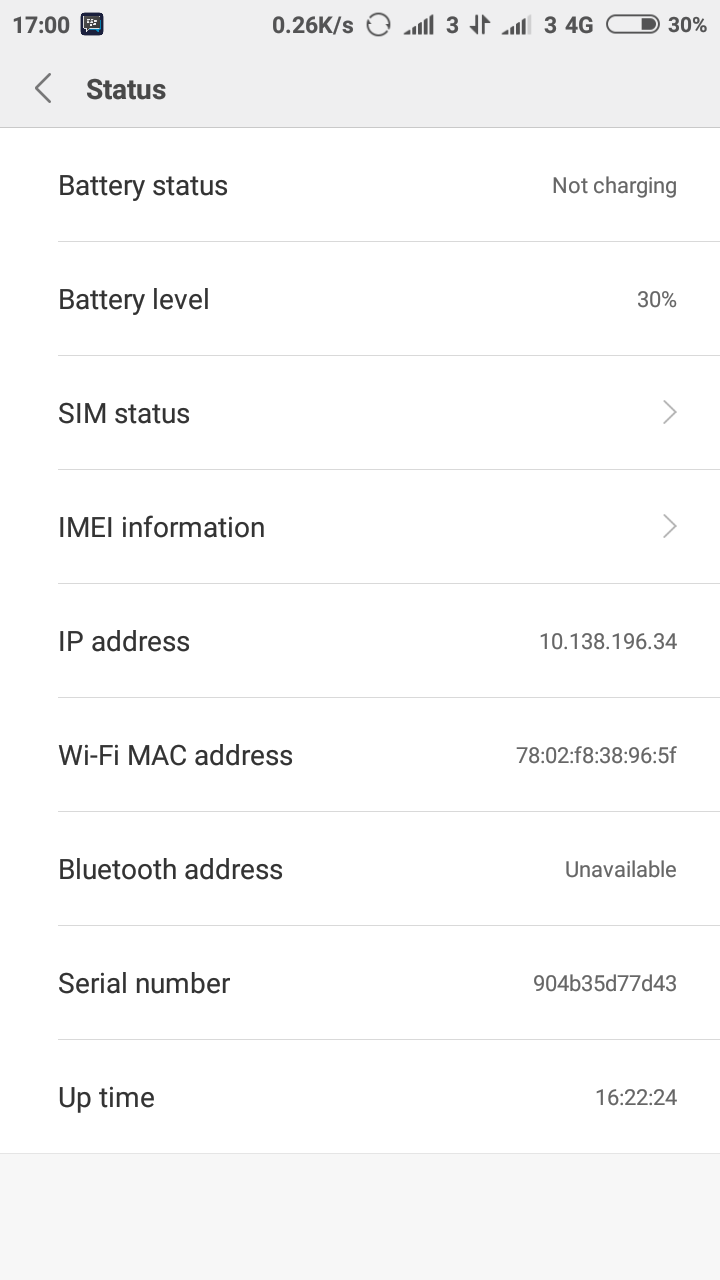 17:00 0.26K/s 3 3 4G 30%
Status
Battery status Not charging
Battery level 30%
SIM status
IMEI information
IP address 10.138.196.34
Wi-Fi MAC address 78:02:f8:38:96:5f
Bluetooth address Unavailable
Serial number 904b35d77d43
Up time 16:22:24